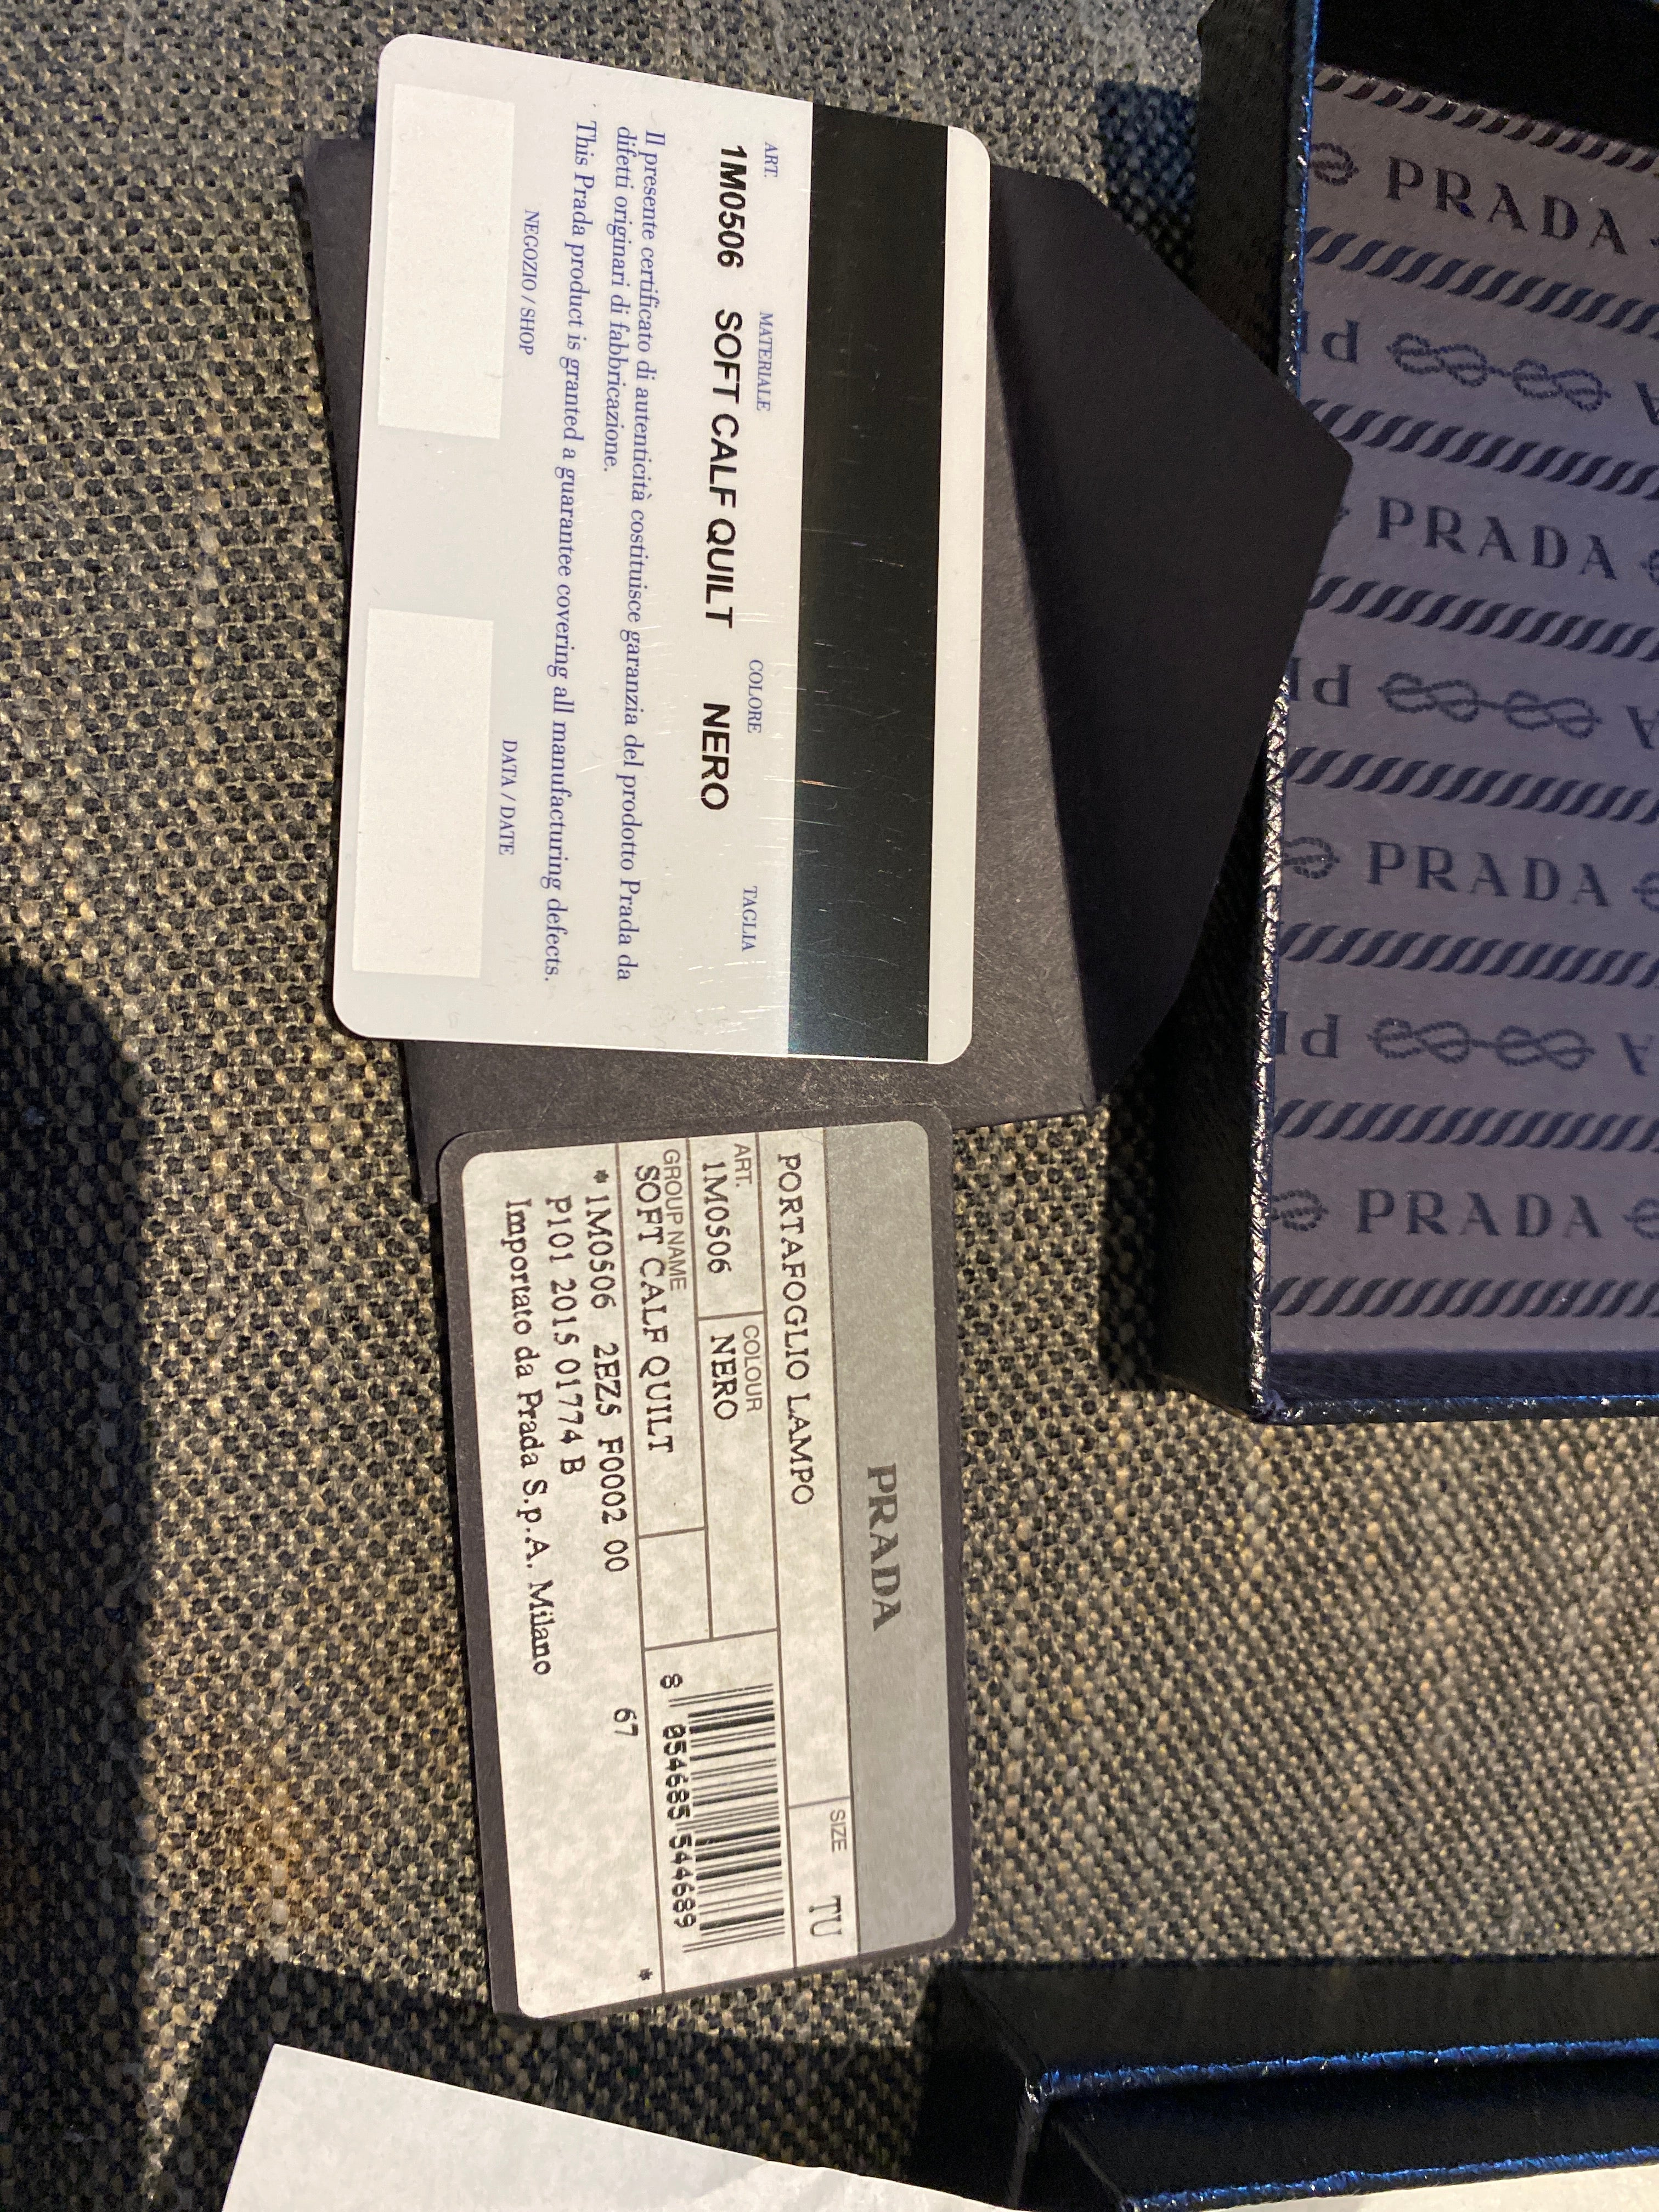 ART. MATERIALE COLORE TAGLIA
1M0506 SOFT CALF QUILT NERO
Il presente certificato di autenticità costituisce garanzia del prodotto Prada da
difetti originari di fabbricazione.
This Prada product is granted a guarantee covering all manufacturing defects.
NEGOZIO / SHOP DATA / DATE
PRADA
SIZE
PORTAFOGLIO LAMPO TU
ART. COLOUR
1M0506 NERO
GROUP NAME
SOFT CALF QUILT
8 054685 544689
*1M0506 2EZ5 F0002 00 67 *
P101 2015 01774 B
Importato da Prada S.p.A. Milano
PRADA
PRADA
PRADA
PRADA